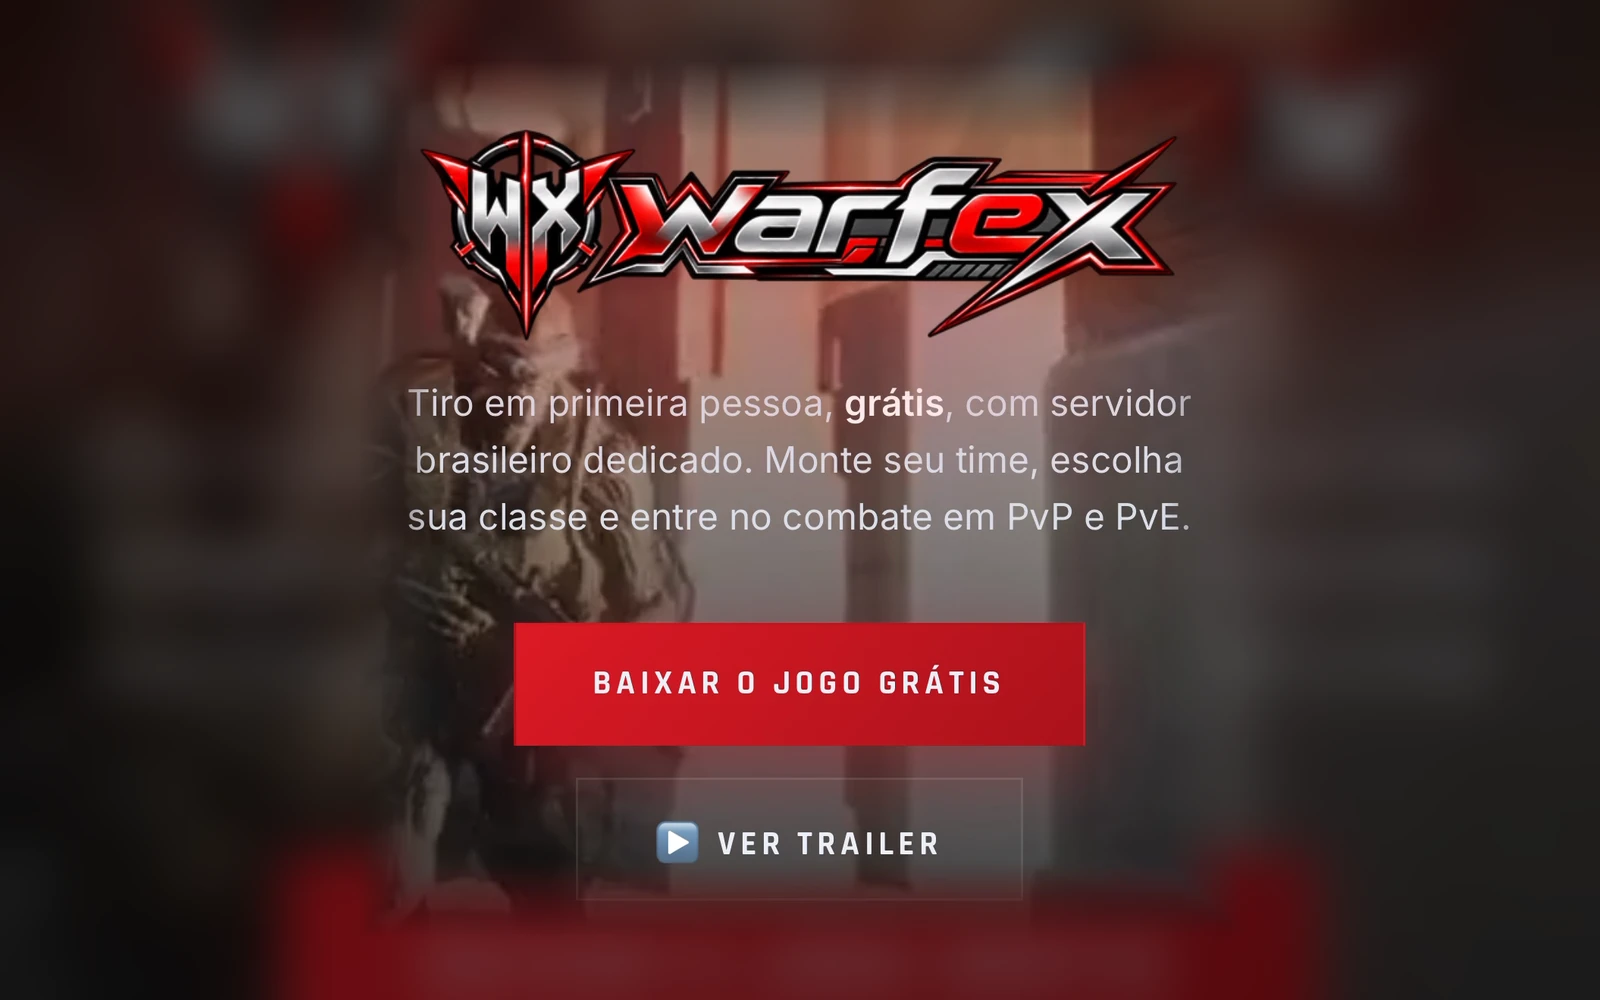 WX warfex
Tiro em primeira pessoa, grátis, com servidor
brasileiro dedicado. Monte seu time, escolha
sua classe e entre no combate em PvP e PvE.
BAIXAR O JOGO GRÁTIS
VER TRAILER